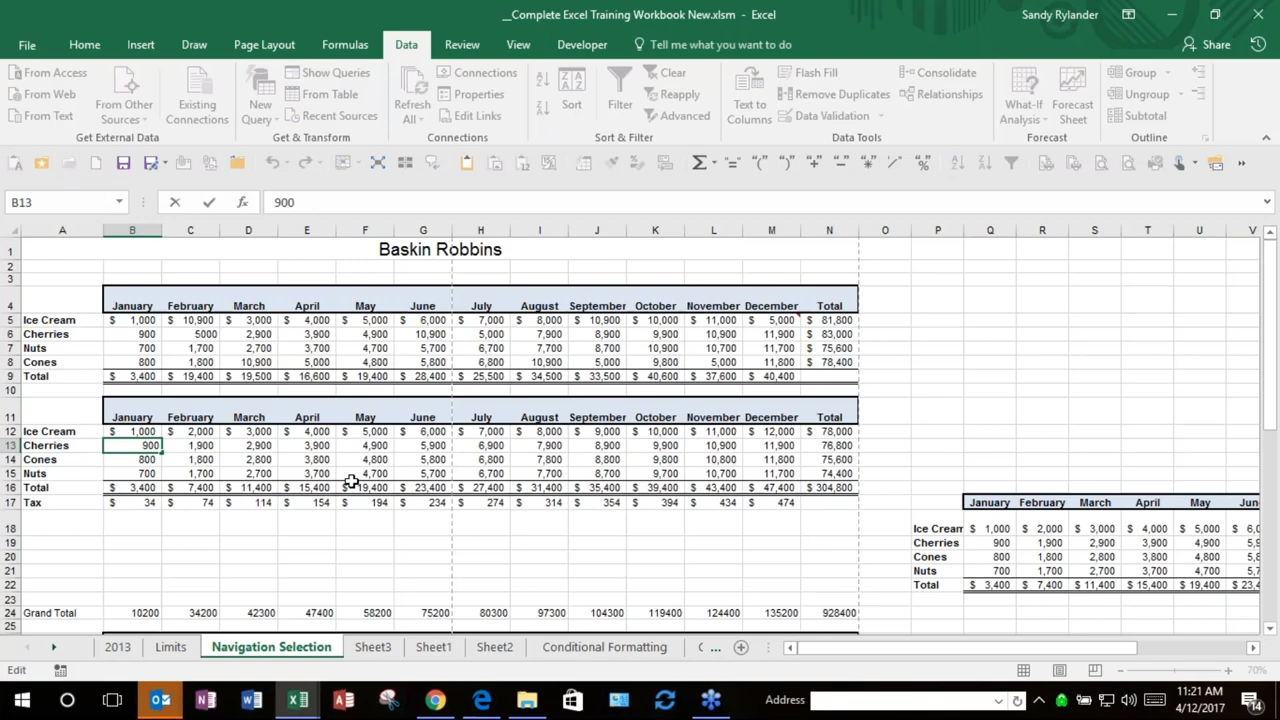 __Complete Excel Training Workbook New.xlsm - Excel
Sandy Rylander
File Home Insert Draw Page Layout Formulas Data Review View Developer Tell me what you want to do Share
From Access
From Web
From Text
From Other Sources
Existing Connections
Get External Data
New Query
Show Queries
From Table
Recent Sources
Get & Transform
Refresh All
Connections
Properties
Edit Links
Connections
Sort
Filter
Clear
Reapply
Advanced
Sort & Filter
Text to Columns
Flash Fill
Remove Duplicates
Data Validation
Consolidate
Relationships
Data Tools
What-If Analysis
Forecast Sheet
Forecast
Group
Ungroup
Subtotal
Outline
B13 fx 900
A B C D E F G H I J K L M N O P Q R S T U V
1 Baskin Robbins
2
3
4 January February March April May June July August September October November December Total
5 Ice Cream $ 1,000 $ 10,900 $ 3,000 $ 4,000 $ 5,000 $ 6,000 $ 7,000 $ 8,000 $ 10,900 $ 10,000 $ 11,000 $ 5,000 $ 81,800
6 Cherries 900 5000 2,900 3,900 4,900 10,900 5,000 7,900 8,900 9,900 10,900 11,900 $ 83,000
7 Nuts 700 1,700 2,700 3,700 4,700 5,700 6,700 7,700 8,700 10,900 10,700 11,700 $ 75,600
8 Cones 800 1,800 10,900 5,000 4,800 5,800 6,800 10,900 5,000 9,800 5,000 11,800 $ 78,400
9 Total $ 3,400 $ 19,400 $ 19,500 $ 16,600 $ 19,400 $ 28,400 $ 25,500 $ 34,500 $ 33,500 $ 40,600 $ 37,600 $ 40,400
10
11 January February March April May June July August September October November December Total
12 Ice Cream $ 1,000 $ 2,000 $ 3,000 $ 4,000 $ 5,000 $ 6,000 $ 7,000 $ 8,000 $ 9,000 $ 10,000 $ 11,000 $ 12,000 $ 78,000
13 Cherries 900 1,900 2,900 3,900 4,900 5,900 6,900 7,900 8,900 9,900 10,900 11,900 76,800
14 Cones 800 1,800 2,800 3,800 4,800 5,800 6,800 7,800 8,800 9,800 10,800 11,800 75,600
15 Nuts 700 1,700 2,700 3,700 4,700 5,700 6,700 7,700 8,700 9,700 10,700 11,700 74,400
16 Total $ 3,400 $ 7,400 $ 11,400 $ 15,400 $ 19,400 $ 23,400 $ 27,400 $ 31,400 $ 35,400 $ 39,400 $ 43,400 $ 47,400 $ 304,800
17 Tax $ 34 $ 74 $ 114 $ 154 $ 194 $ 234 $ 274 $ 314 $ 354 $ 394 $ 434 $ 474 January February March April May Jun
18 Ice Cream $ 1,000 $ 2,000 $ 3,000 $ 4,000 $ 5,000 $ 6,0
19 Cherries 900 1,900 2,900 3,900 4,900 5,9
20 Cones 800 1,800 2,800 3,800 4,800 5,8
21 Nuts 700 1,700 2,700 3,700 4,700 5,7
22 Total $ 3,400 $ 7,400 $ 11,400 $ 15,400 $ 19,400 $ 23,4
23
24 Grand Total 10200 34200 42300 47400 58200 75200 80300 97300 104300 119400 124400 135200 928400
25
2013 Limits Navigation Selection Sheet3 Sheet1 Sheet2 Conditional Formatting C ...
Edit 70%
Address 11:21 AM
4/12/2017 14